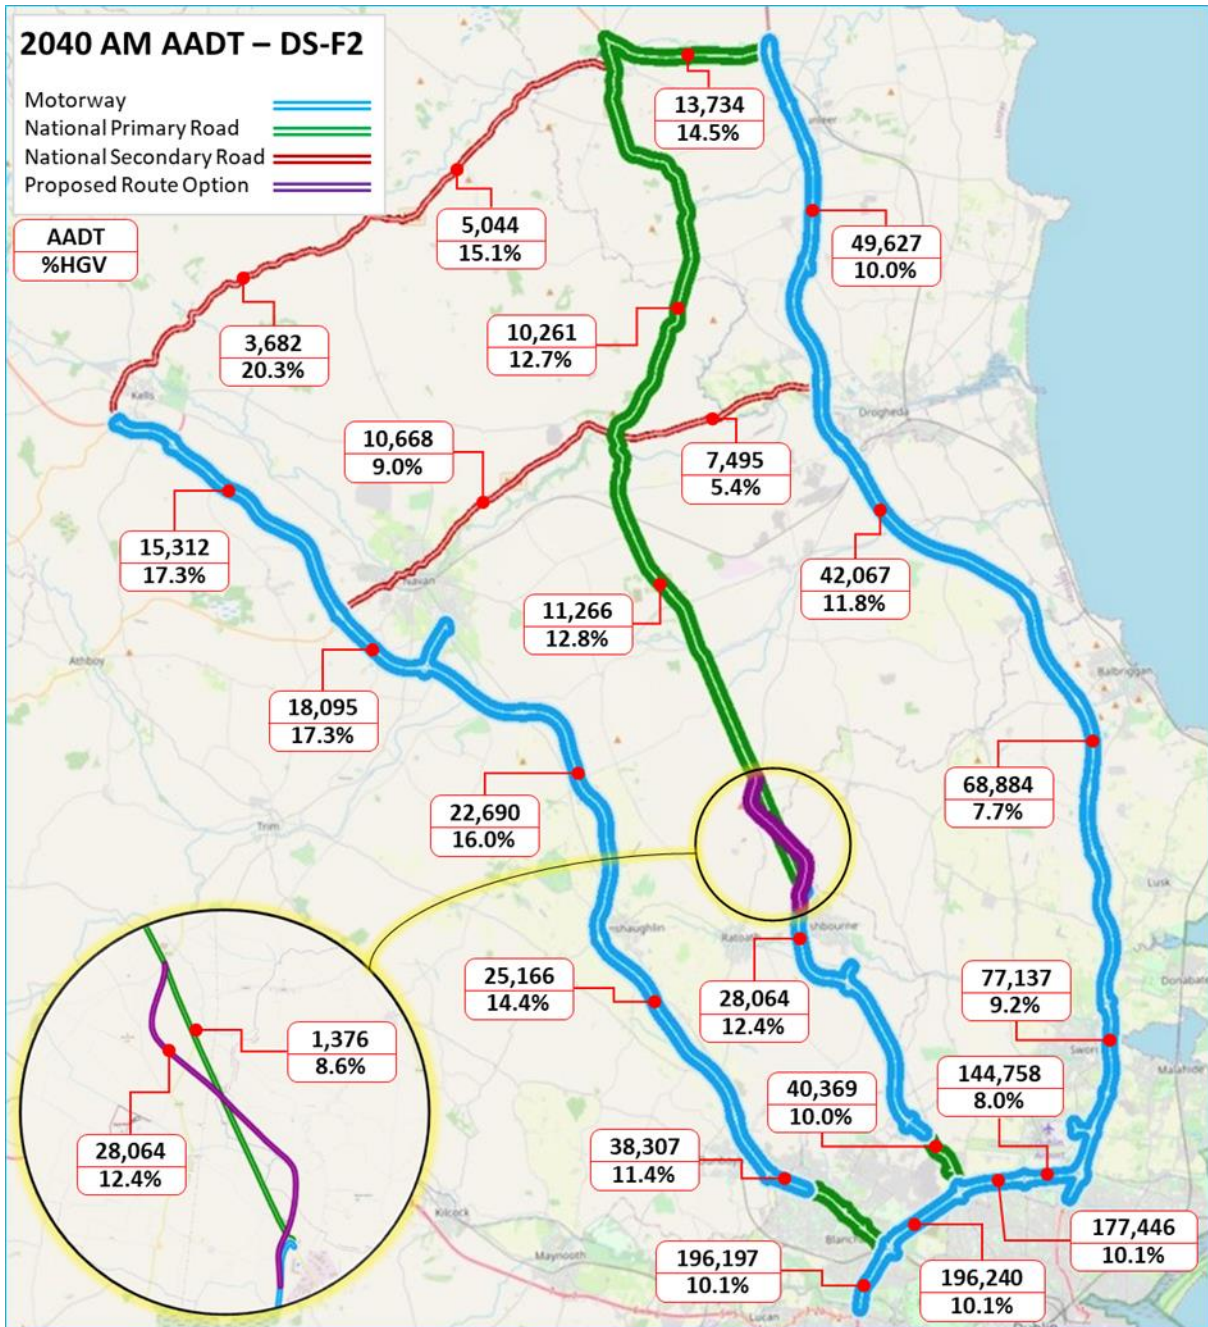 2040 AM AADT – DS-F2
Motorway
National Primary Road
National Secondary Road
Proposed Route Option
AADT
%HGV
13,734
14.5%
5,044
15.1%
49,627
10.0%
3,682
20.3%
10,261
12.7%
Kells
Drogheda
10,668
9.0%
7,495
5.4%
15,312
17.3%
42,067
11.8%
Navan
11,266
12.8%
Athboy
Balbriggan
18,095
17.3%
68,884
7.7%
22,690
16.0%
Trim
Lusk
shaughlin
Ratoath
shbourne
25,166
14.4%
28,064
12.4%
77,137
9.2%
Donabate
1,376
8.6%
Swor
Malahide
40,369
10.0%
144,758
8.0%
28,064
12.4%
38,307
11.4%
Airport
Kilcock
Maynooth
Blanch
177,446
10.1%
196,197
10.1%
196,240
10.1%
Lucan
Dublin